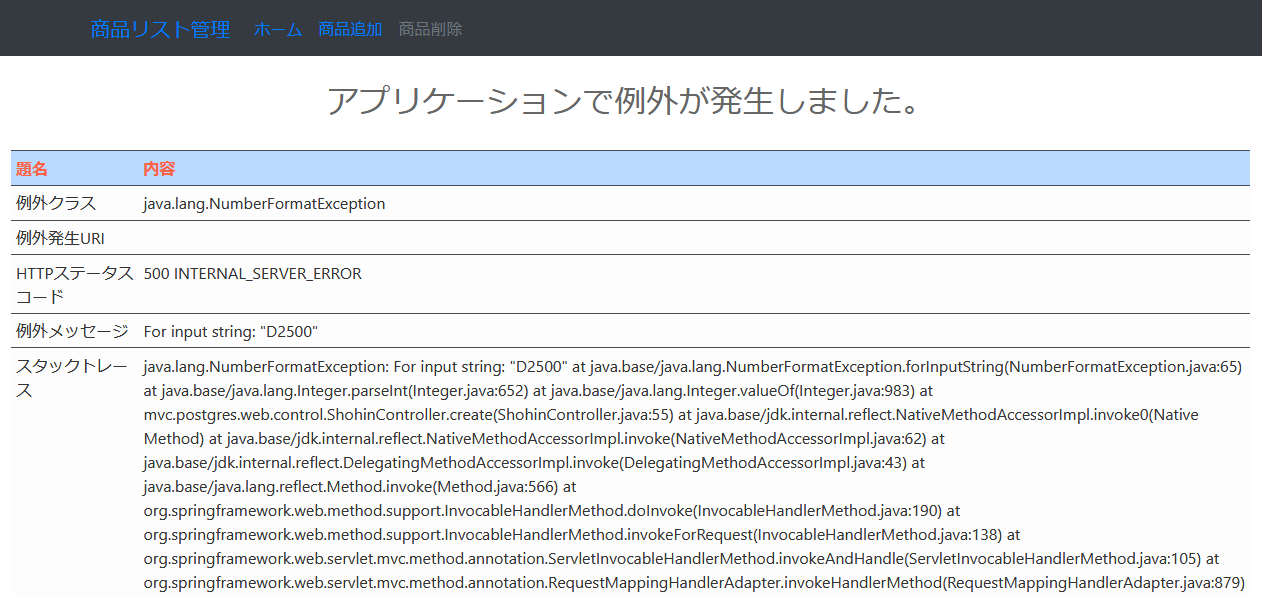 商品リスト管理 ホーム 商品追加 商品削除
アプリケーションで例外が発生しました。
題名 内容
例外クラス java.lang.NumberFormatException
例外発生URI
HTTPステータス
コード 500 INTERNAL_SERVER_ERROR
例外メッセージ For input string: "D2500"
スタックトレー
ス
java.lang.NumberFormatException: For input string: "D2500" at java.base/java.lang.NumberFormatException.forInputString(NumberFormatException.java:65)
at java.base/java.lang.Integer.parseInt(Integer.java:652) at java.base/java.lang.Integer.valueOf(Integer.java:983) at
mvc.postgres.web.control.ShohinController.create(ShohinController.java:55) at java.base/jdk.internal.reflect.NativeMethodAccessorImpl.invoke0(Native
Method) at java.base/jdk.internal.reflect.NativeMethodAccessorImpl.invoke(NativeMethodAccessorImpl.java:62) at
java.base/jdk.internal.reflect.DelegatingMethodAccessorImpl.invoke(DelegatingMethodAccessorImpl.java:43) at
java.base/java.lang.reflect.Method.invoke(Method.java:566) at
org.springframework.web.method.support.InvocableHandlerMethod.doInvoke(InvocableHandlerMethod.java:190) at
org.springframework.web.method.support.InvocableHandlerMethod.invokeForRequest(InvocableHandlerMethod.java:138) at
org.springframework.web.servlet.mvc.method.annotation.ServletInvocableHandlerMethod.invokeAndHandle(ServletInvocableHandlerMethod.java:105) at
org.springframework.web.servlet.mvc.method.annotation.RequestMappingHandlerAdapter.invokeHandlerMethod(RequestMappingHandlerAdapter.java:879)